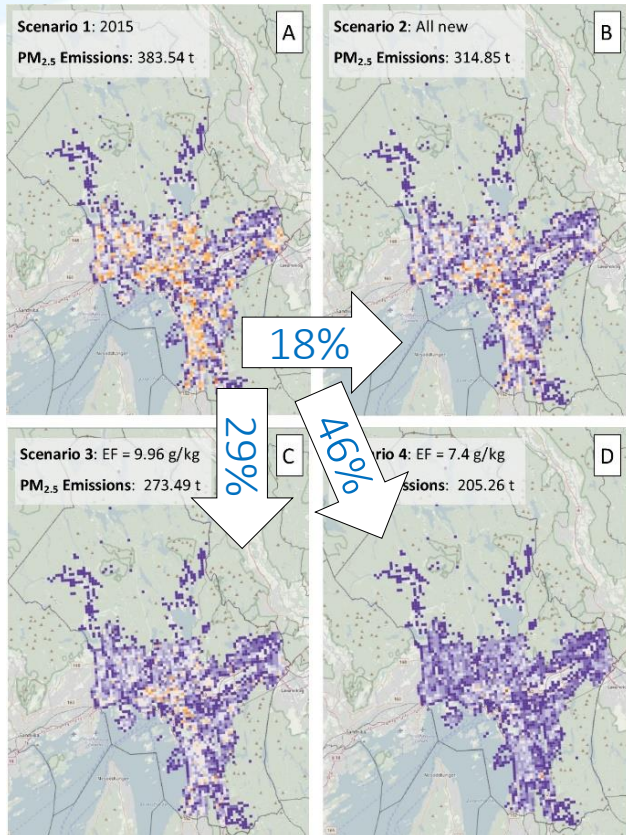 Scenario 1: 2015
PM2.5 Emissions: 383.54 t
A
Scenario 2: All new
PM2.5 Emissions: 314.85 t
B
18%
29%
46%
Scenario 3: EF = 9.96 g/kg
PM2.5 Emissions: 273.49 t
C
rio 4: EF = 7.4 g/kg
issions: 205.26 t
D